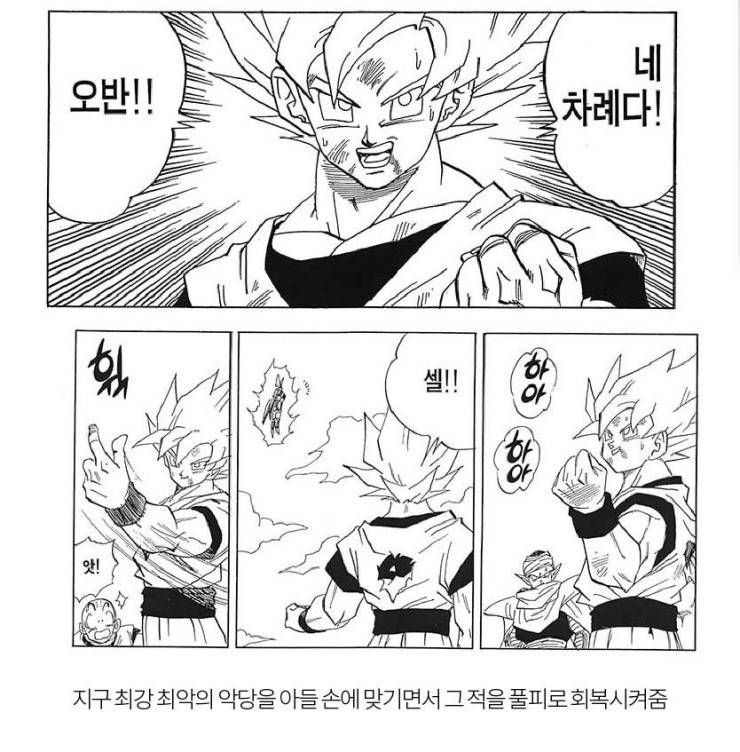 네
차례다!
오반!!
하아
하아
셀!!
휙
앗!
지구 최강 최악의 악당을 아들 손에 맞기면서 그 적을 풀피로 회복시켜줌